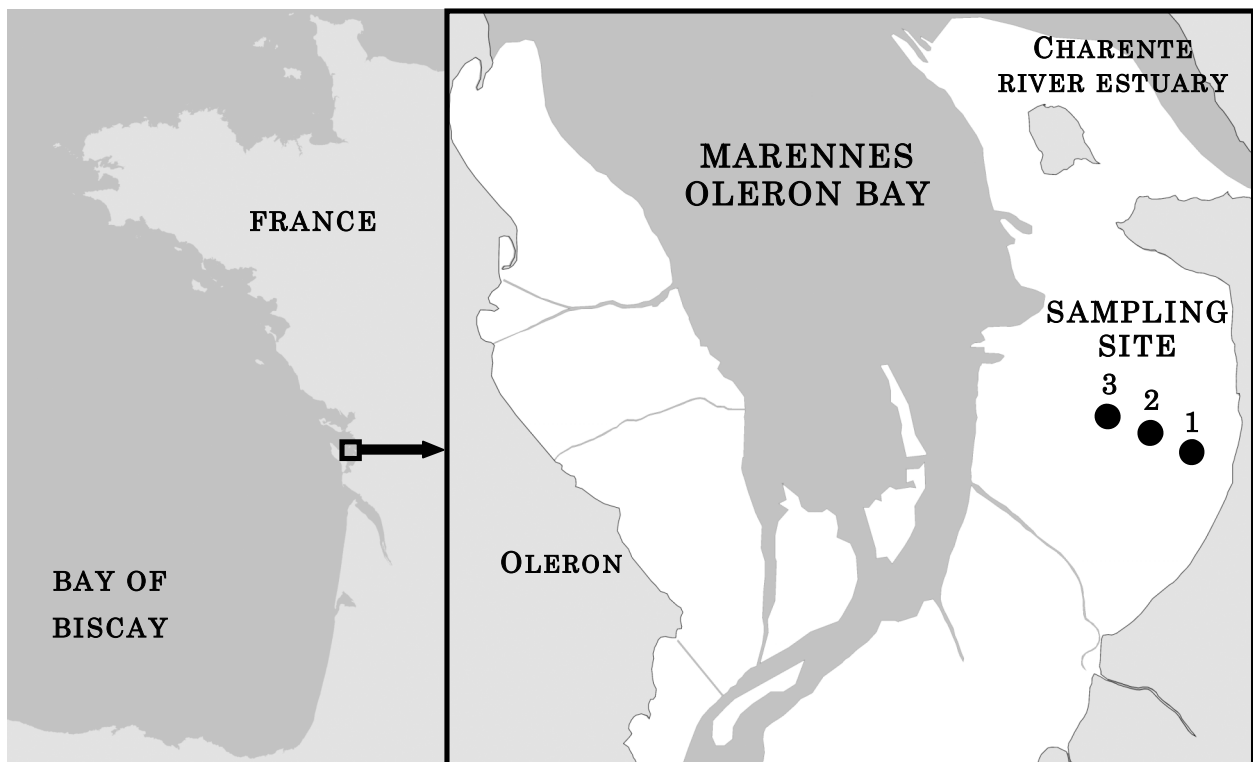 FRANCE
BAY OF
BISCAY
CHARENTE
RIVER ESTUARY
MARENNES
OLERON BAY
SAMPLING
SITE
3
2
1
OLERON